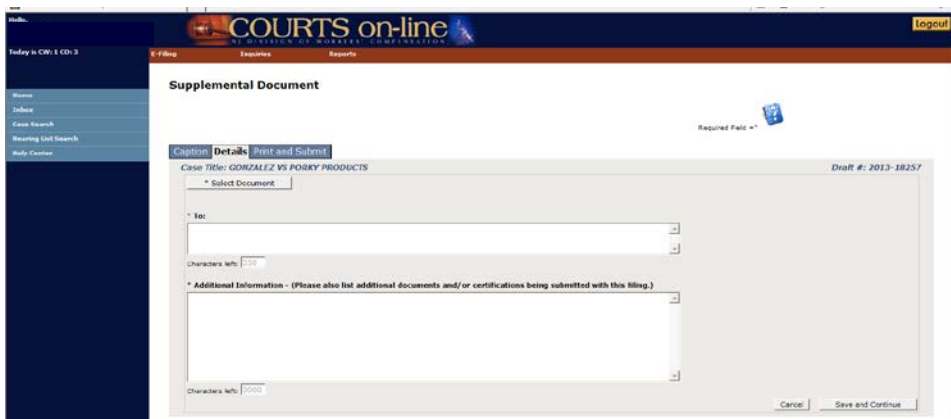 Hello,
COURTS on-line
NJ DIVISION OF WORKERS' COMPENSATION
Logout
Today is CW: 1 CD: 3
E-Filing Inquiries Reports
Supplemental Document
Home
Inbox
Case Search
Hearing List Search
Help Center
Required Field =*
Caption Details Print and Submit
Case Title: GONZALEZ VS PORKY PRODUCTS Draft #: 2013-18257
* Select Document
* To:
Characters left:
* Additional Information - (Please also list additional documents and/or certifications being submitted with this filing.)
Characters left:
Cancel Save and Continue